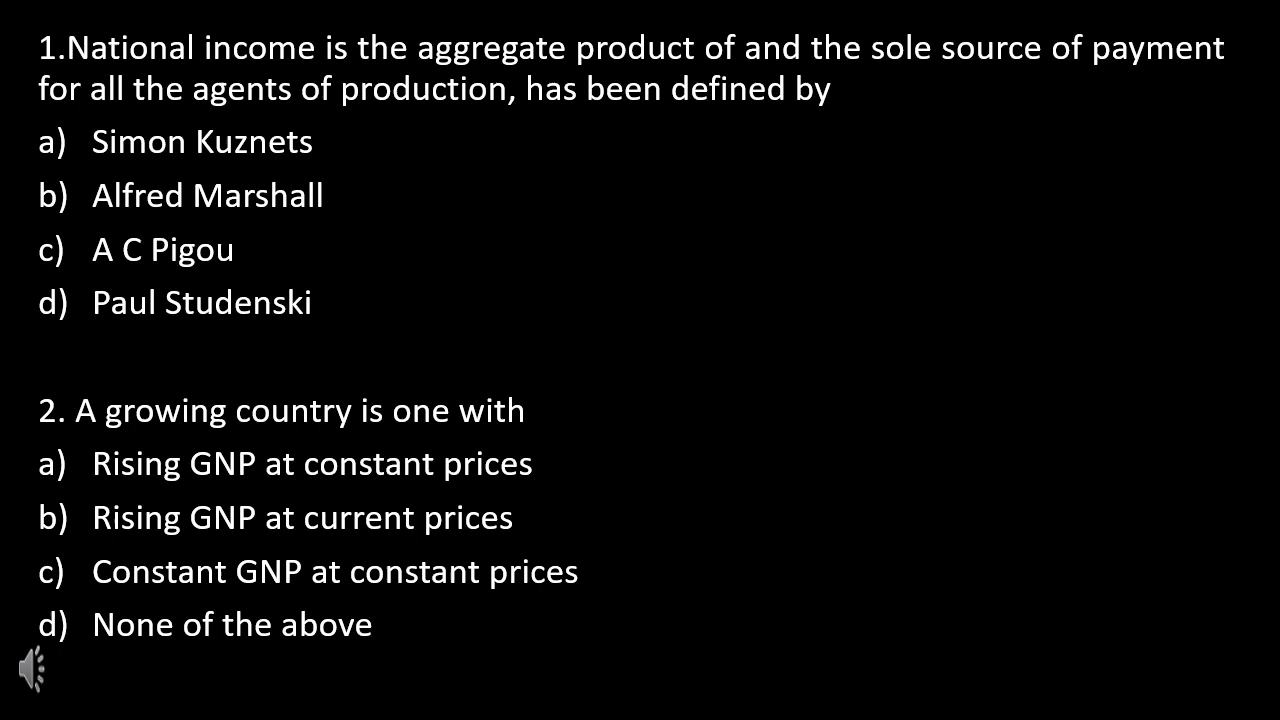 1.National income is the aggregate product of and the sole source of payment
for all the agents of production, has been defined by
a) Simon Kuznets
b) Alfred Marshall
c) A C Pigou
d) Paul Studenski
2. A growing country is one with
a) Rising GNP at constant prices
b) Rising GNP at current prices
c) Constant GNP at constant prices
d) None of the above